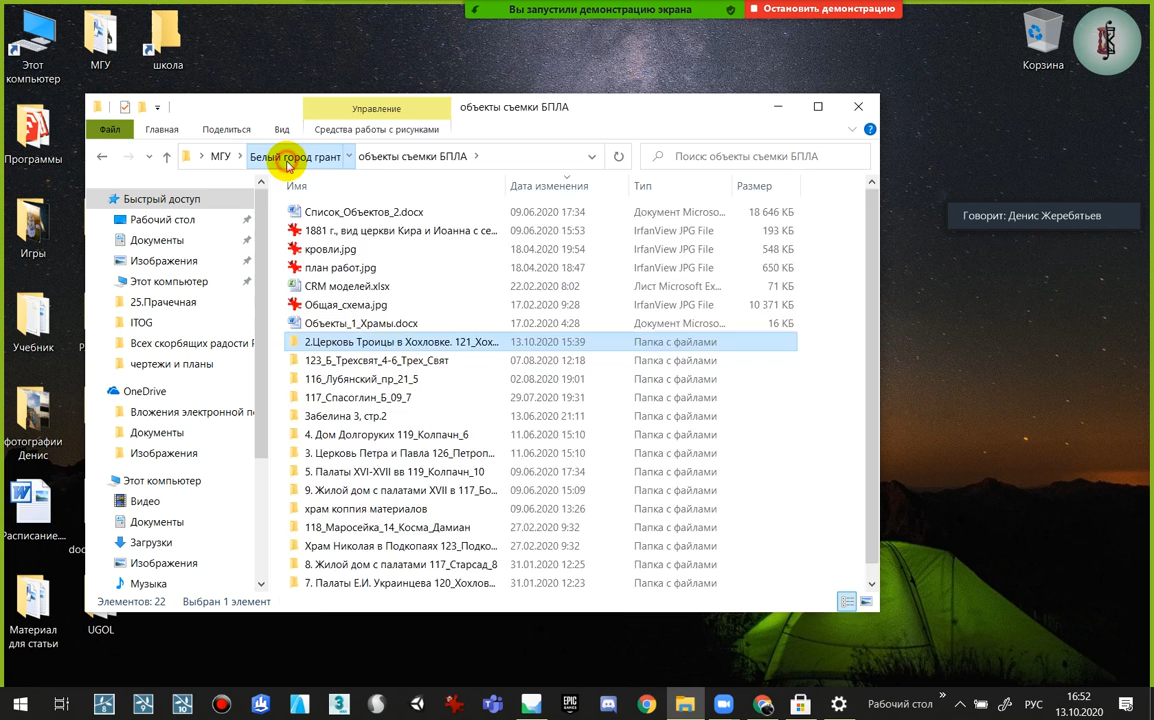 Вы запустили демонстрацию экрана
Остановить демонстрацию
Этот
компьютер
МГУ
школа
Корзина
Управление
объекты съемки БПЛА
Файл
Главная
Поделиться
Вид
Средства работы с рисунками
МГУ
Белый город грант
объекты съемки БПЛА
Поиск: объекты съемки БПЛА
Имя
Дата изменения
Тип
Размер
Программы
Игры
Учебник
фотографии
Денис
Расписание....
Материал
для статьи
UGOL
Быстрый доступ
Рабочий стол
Документы
Изображения
Этот компьютер
25.Прачечная
ITOG
Всех скорбящих радости
чертежи и планы
OneDrive
Вложения электронной
Документы
Изображения
Этот компьютер
Видео
Документы
Загрузки
Изображения
Музыка
Список_Объектов_2.docx 09.06.2020 17:34 Документ Microso... 18 646 КБ
1881 г., вид церкви Кира и Иоанна с се... 09.06.2020 15:53 IrfanView JPG File 193 КБ
кровли.jpg 18.04.2020 19:54 IrfanView JPG File 548 КБ
план работ.jpg 18.04.2020 18:47 IrfanView JPG File 650 КБ
CRM моделей.xlsx 22.02.2020 8:02 Лист Microsoft Ex... 71 КБ
Общая_схема.jpg 17.02.2020 9:28 IrfanView JPG File 10 371 КБ
Объекты_1_Храмы.docx 17.02.2020 4:28 Документ Microso... 16 КБ
2.Церковь Троицы в Хохловке. 121_Хох... 13.10.2020 15:39 Папка с файлами
123_Б_Трехсвят_4-6_Трех_Свят 07.08.2020 12:18 Папка с файлами
116_Лубянский_пр_21_5 02.08.2020 19:01 Папка с файлами
117_Спасоглин_Б_09_7 29.07.2020 19:31 Папка с файлами
Забелина 3, стр.2 13.06.2020 21:11 Папка с файлами
4. Дом Долгоруких 119_Колпачн_6 11.06.2020 15:10 Папка с файлами
3. Церковь Петра и Павла 126_Петроп... 11.06.2020 15:10 Папка с файлами
5. Палаты XVI-XVII вв 119_Колпачн_10 09.06.2020 17:34 Папка с файлами
9. Жилой дом с палатами XVII в 117_Бо... 09.06.2020 15:09 Папка с файлами
храм коппия материалов 09.06.2020 13:26 Папка с файлами
118_Маросейка_14_Косма_Дамиан 27.02.2020 9:32 Папка с файлами
Храм Николая в Подкопаях 123_Подко... 27.02.2020 9:32 Папка с файлами
8. Жилой дом с палатами 117_Старсад_8 31.01.2020 12:25 Папка с файлами
7. Палаты Е.И. Украинцева 120_Хохлов... 31.01.2020 12:23 Папка с файлами
Элементов: 22
Выбран 1 элемент
Говорит: Денис Жеребятьев
9
10
3
EPIC
GAMES
Рабочий стол
РУС
16:52
13.10.2020